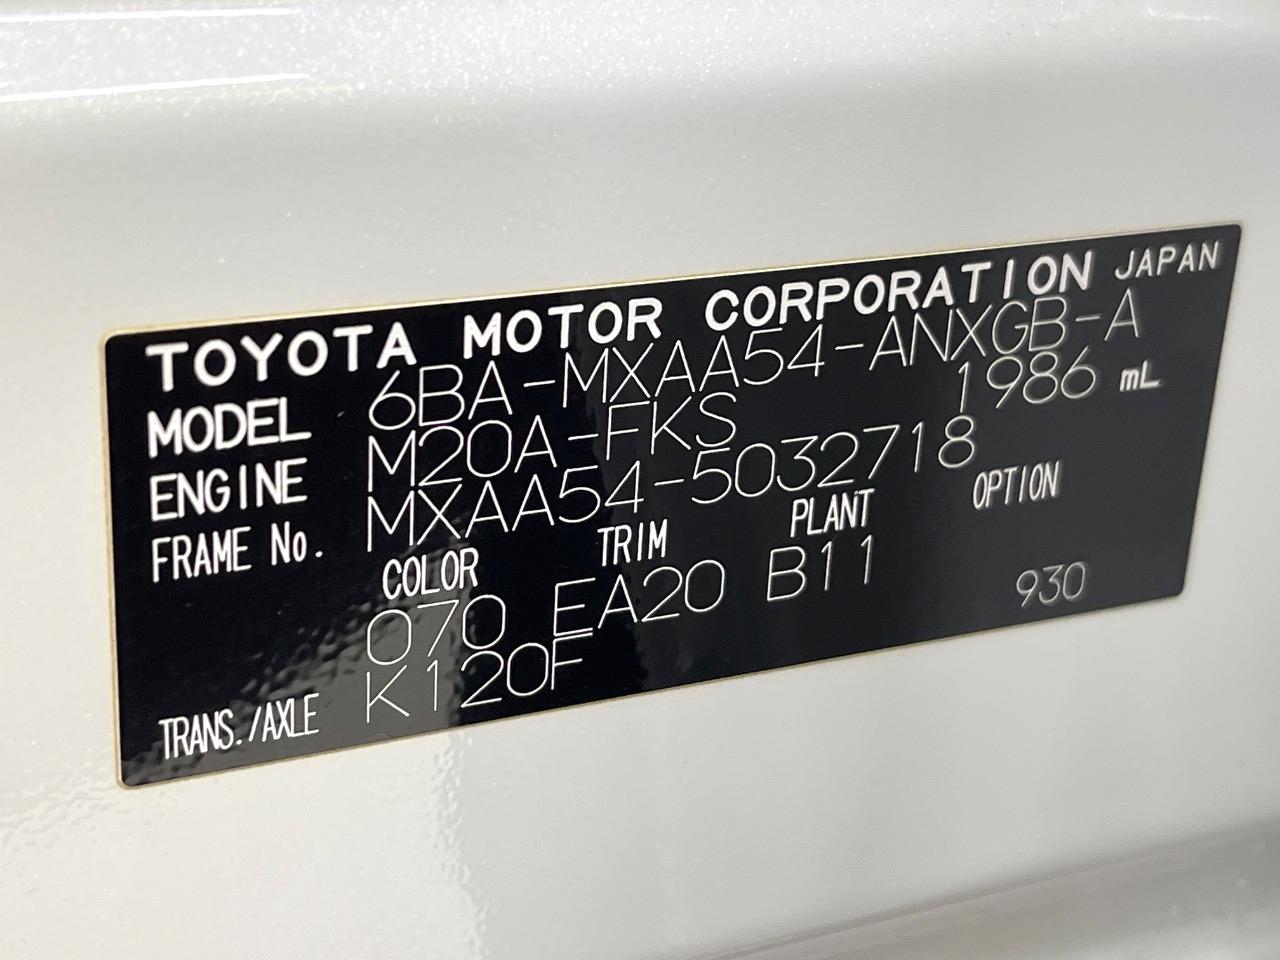 TOYOTA MOTOR CORPORATION JAPAN
MODEL 6BA-MXAA54-ANXGB-A
ENGINE M20A-FKS 1986 mL
FRAME No. MXAA54-5032718
COLOR TRIM PLANT OPTION
070 EA20 B11 930
TRANS./AXLE K120F